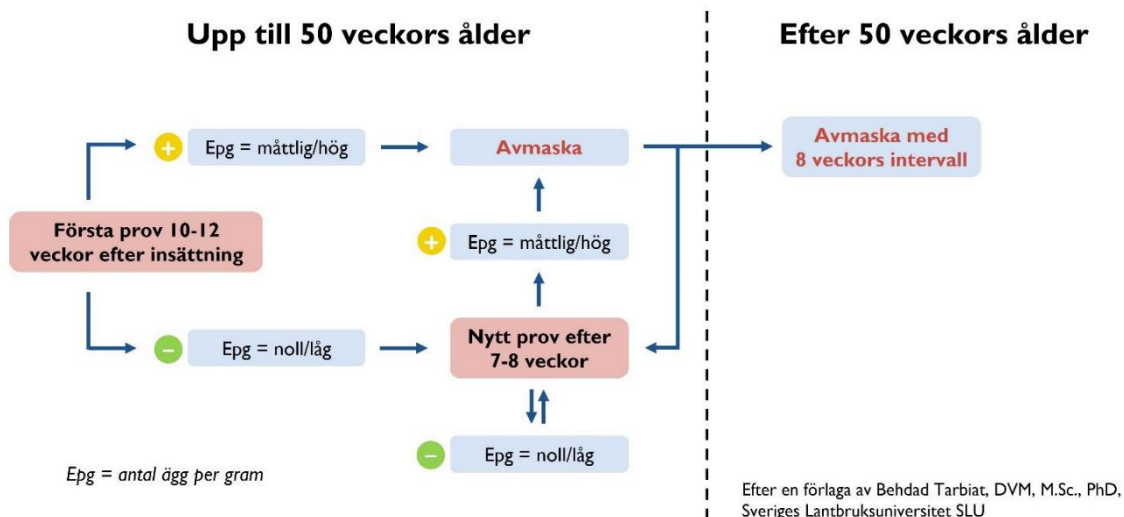 Upp till 50 veckors ålder
Efter 50 veckors ålder
+
Epg = måttlig/hög
Avmaska
Avmaska med
8 veckors intervall
Första prov 10-12
veckor efter insättning
+
Epg = måttlig/hög
−
Epg = noll/låg
Nytt prov efter
7-8 veckor
−
Epg = noll/låg
Epg = antal ägg per gram
Efter en förlaga av Behdad Tarbiat, DVM, M.Sc., PhD,
Sveriges Lantbruksuniversitet SLU